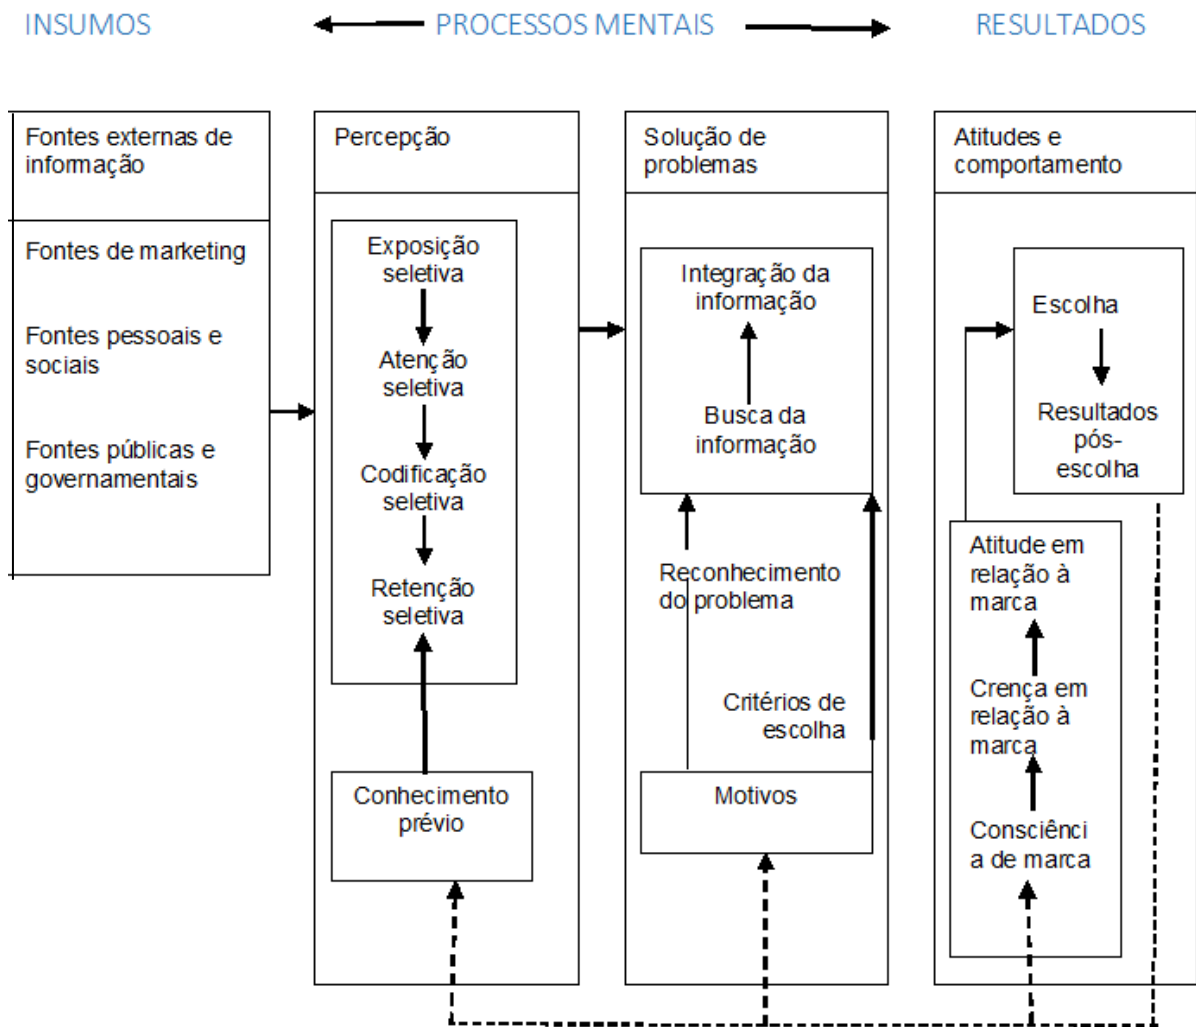 INSUMOS
PROCESSOS MENTAIS
RESULTADOS
Fontes externas de
informação
Fontes de marketing
Fontes pessoais e
sociais
Fontes públicas e
governamentais
Percepção
Exposição
seletiva
Atenção
seletiva
Codificação
seletiva
Retenção
seletiva
Conhecimento
prévio
Solução de
problemas
Integração da
informação
Busca da
informação
Reconhecimento
do problema
Critérios de
escolha
Motivos
Atitudes e
comportamento
Escolha
Resultados
pós-
escolha
Atitude em
relação à
marca
Crença em
relação à
marca
Consciênci
a de marca